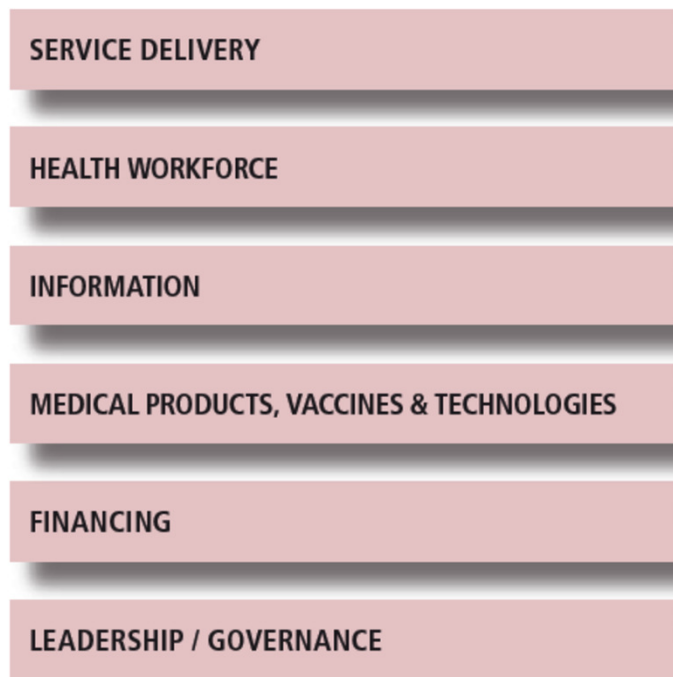 SERVICE DELIVERY
HEALTH WORKFORCE
INFORMATION
MEDICAL PRODUCTS, VACCINES & TECHNOLOGIES
FINANCING
LEADERSHIP / GOVERNANCE